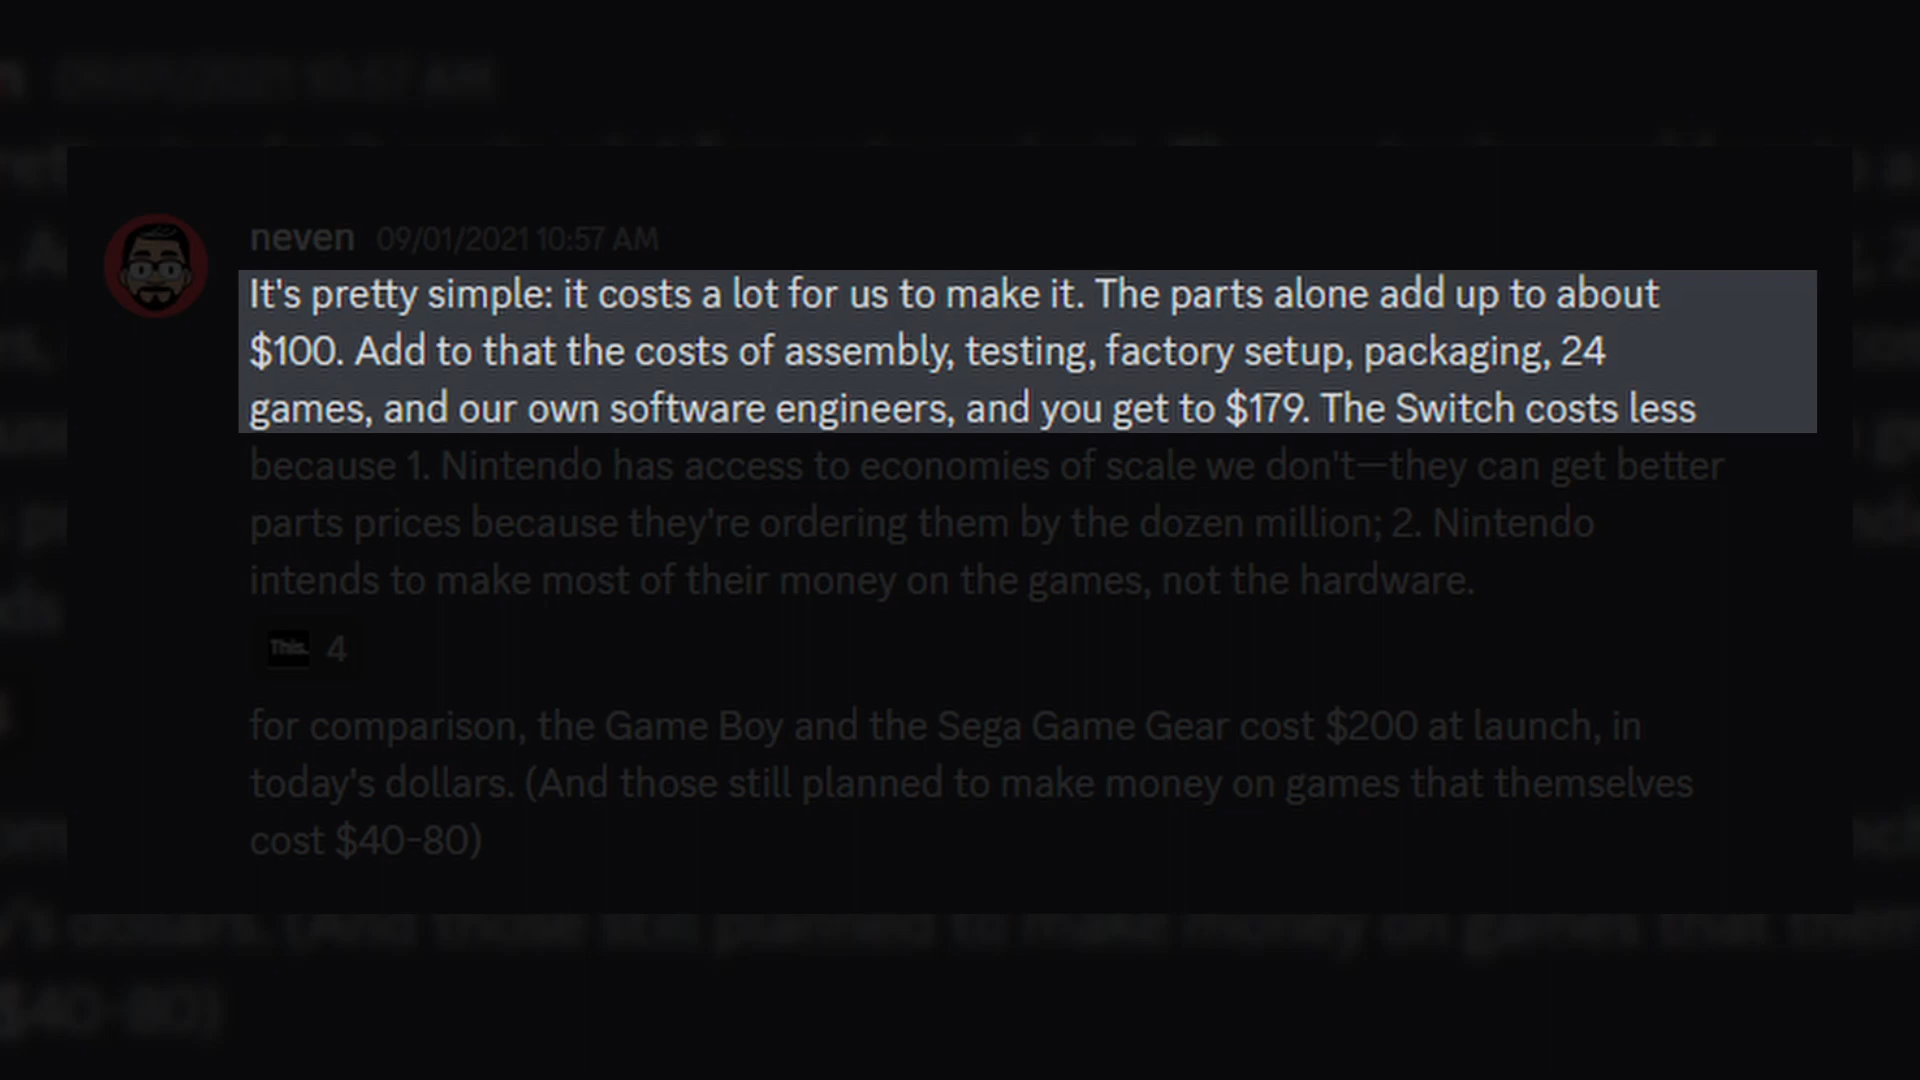 neven 09/01/2021 10:57 AM
It's pretty simple: it costs a lot for us to make it. The parts alone add up to about
$100. Add to that the costs of assembly, testing, factory setup, packaging, 24
games, and our own software engineers, and you get to $179. The Switch costs less
because 1. Nintendo has access to economies of scale we don't—they can get better
parts prices because they're ordering them by the dozen million; 2. Nintendo
intends to make most of their money on the games, not the hardware.
This. 4
for comparison, the Game Boy and the Sega Game Gear cost $200 at launch, in
today's dollars. (And those still planned to make money on games that themselves
cost $40-80)